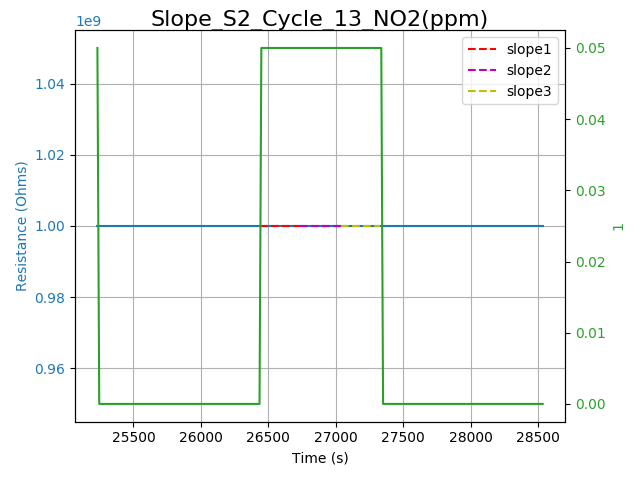 Slope_S2_Cycle_13_NO2(ppm)
1e9
slope1
slope2
slope3
1.04
1.02
1.00
0.98
0.96
Resistance (Ohms)
0.05
0.04
0.03
0.02
0.01
0.00
1
25500 26000 26500 27000 27500 28000 28500
Time (s)